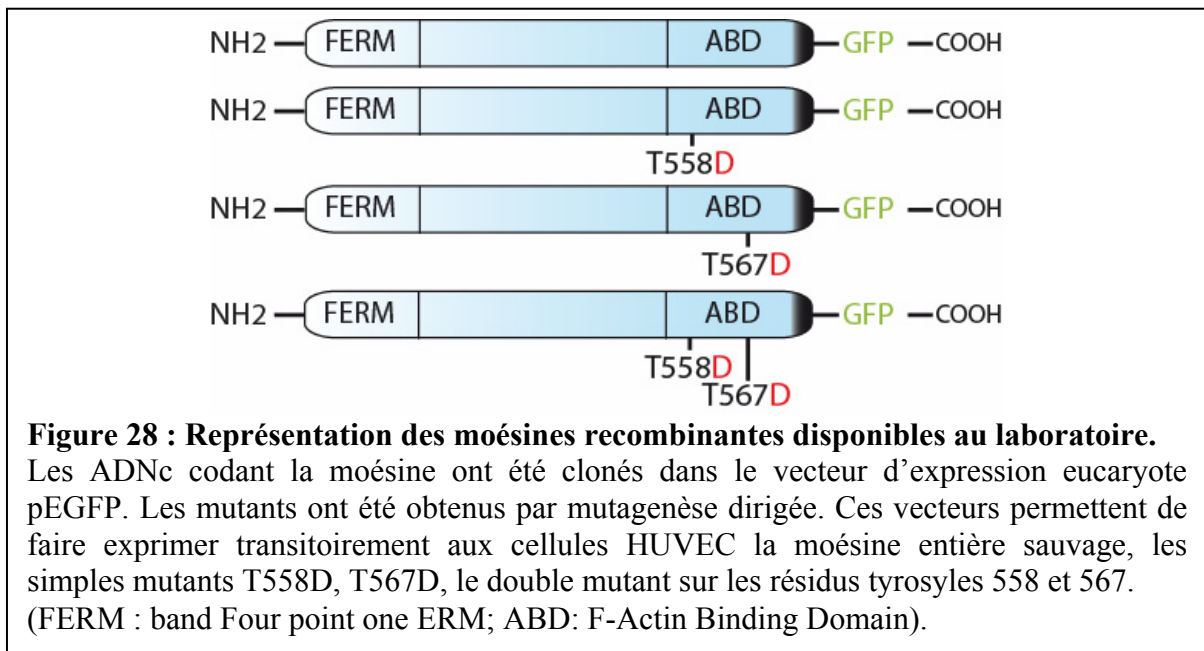 NH2 FERM ABD GFP COOH
NH2 FERM ABD GFP COOH
T558D
NH2 FERM ABD GFP COOH
T567D
NH2 FERM ABD GFP COOH
T558D
T567D
Figure 28 : Représentation des moésines recombinantes disponibles au laboratoire.
Les ADNc codant la moésine ont été clonés dans le vecteur d’expression eucaryote
pEGFP. Les mutants ont été obtenus par mutagenèse dirigée. Ces vecteurs permettent de
faire exprimer transitoirement aux cellules HUVEC la moésine entière sauvage, les
simples mutants T558D, T567D, le double mutant sur les résidus tyrosyles 558 et 567.
(FERM : band Four point one ERM; ABD: F-Actin Binding Domain).